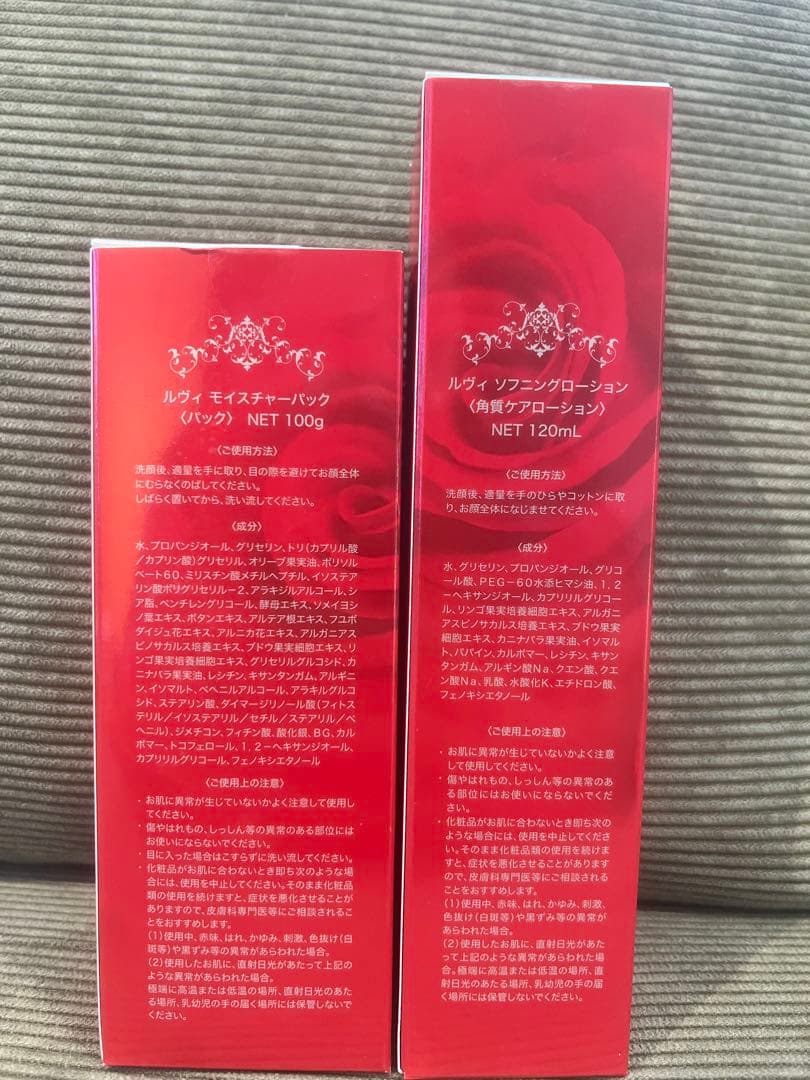 ルヴィ モイスチャーパック
〈パック〉 NET 100g
〈ご使用方法〉
洗顔後、適量を手に取り、目の際を避けてお顔全体
にむらなくのばしてください。
しばらく置いてから、洗い流してください。
〈成分〉
水、プロパンジオール、グリセリン、トリ(カプリル酸
/カプリン酸)グリセリル、オリーブ果実油、ポリソル
ベート60、ミリスチン酸メチルヘプチル、イソステア
リン酸ポリグリセリル-2、アラキジルアルコール、シ
ア脂、ペンチレングリコール、酵母エキス、ソメイヨシ
ノ葉エキス、ボタンエキス、アルテア根エキス、フユボ
ダイジュ花エキス、アルニカ花エキス、アルガニアス
ピノサカルス培養エキス、ブドウ果実細胞エキス、リ
ンゴ果実培養細胞エキス、グリセリルグルコシド、カ
ニナバラ果実油、レシチン、キサンタンガム、アルギニ
ン、イソマルト、ベヘニルアルコール、アラキルグルコ
シド、ステアリン酸、ダイマージリノール酸(フィトス
テリル/イソステアリル/セチル/ステアリル/ベ
ヘニル)、ジメチコン、フィチン酸、酸化銀、BG、カル
ボマー、トコフェロール、1,2-ヘキサンジオール、
カプリリルグリコール、フェノキシエタノール
〈ご使用上の注意〉
・お肌に異常が生じていないかよく注意して使用し
てください。
・傷やはれもの、しっしん等の異常のある部位には
お使いにならないでください。
・目に入った場合はこすらずに洗い流してください。
・化粧品がお肌に合わないとき即ち次のような場
合には、使用を中止してください。そのまま化粧品
類の使用を続けますと、症状を悪化させることが
ありますので、皮膚科専門医等にご相談されるこ
とをおすすめします。
(1)使用中、赤味、はれ、かゆみ、刺激、色抜け(白
斑等)や黒ずみ等の異常があらわれた場合。
(2)使用したお肌に、直射日光があたって上記の
ような異常があらわれた場合。
極端に高温または低温の場所、直射日光のあた
る場所、乳幼児の手の届く場所には保管しないで
ください。
ルヴィ ソフニングローション
〈角質ケアローション〉
NET 120mL
〈ご使用方法〉
洗顔後、適量を手のひらやコットンに取
り、お顔全体になじませてください。
〈成分〉
水、グリセリン、プロパンジオール、グリコ
ール酸、PEG-60水添ヒマシ油、1,2
-ヘキサンジオール、カプリリルグリコー
ル、リンゴ果実培養細胞エキス、アルガニ
アスピノサカルス培養エキス、ブドウ果実
細胞エキス、カニナバラ果実油、イソマル
ト、パパイン、カルボマー、レシチン、キサン
タンガム、アルギン酸Na、クエン酸、クエ
ン酸Na、乳酸、水酸化K、エチドロン酸、
フェノキシエタノール
〈ご使用上の注意〉
・お肌に異常が生じていないかよく注意
して使用してください。
・傷やはれもの、しっしん等の異常のあ
る部位にはお使いにならないでくだ
さい。
・化粧品がお肌に合わないとき即ち次の
ような場合には、使用を中止してくださ
い。そのまま化粧品類の使用を続けま
すと、症状を悪化させることがあります
ので、皮膚科専門医等にご相談される
ことをおすすめします。
(1)使用中、赤味、はれ、かゆみ、刺激、
色抜け(白斑等)や黒ずみ等の異常が
あらわれた場合。
(2)使用したお肌に、直射日光があた
って上記のような異常があらわれた場
合。極端に高温または低温の場所、直
射日光のあたる場所、乳幼児の手の届
く場所には保管しないでください。